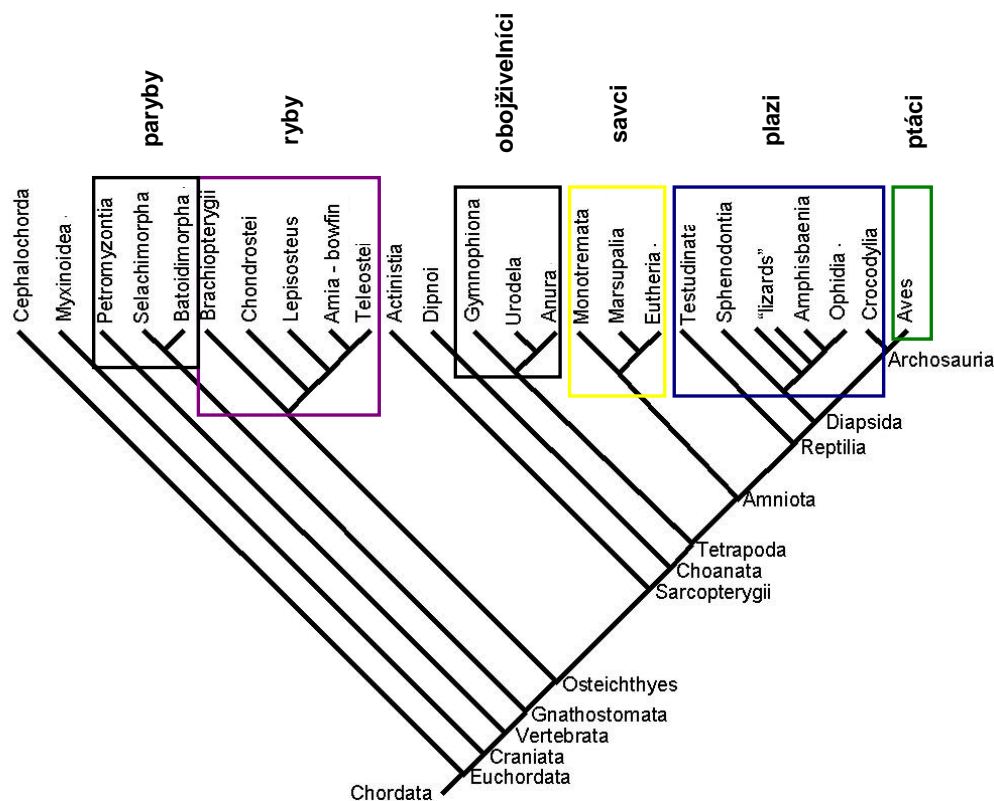 paryby
ryby
obojživelníci
savci
plazi
ptáci
Cephalochorda
Myxinoidea .
Petromyzontia
Selachimorpha
Batoidimorpha .
Brachiopterygii
Chondrostei
Lepisosteus
Amia - bowfin
Teleostei
Actinistia
Dipnoi
Gymnophiona
Urodela
Anura .
Monotremata
Marsupalia
Eutheria .
Testudinata
Sphenodontia
“lizards”
Amphisbaenia
Ophidia
Crocodylia
Aves
Archosauria
Diapsida
Reptilia
Amniota
Tetrapoda
Choanata
Sarcopterygii
Osteichthyes
Gnathostomata
Vertebrata
Craniata
Euchordata
Chordata